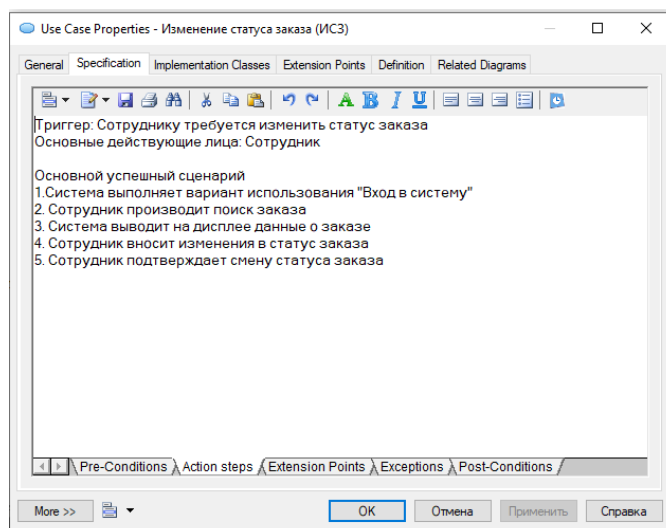 Use Case Properties - Изменение статуса заказа (ИСЗ)
General Specification Implementation Classes Extension Points Definition Related Diagrams
A B I U
Триггер: Сотруднику требуется изменить статус заказа
Основные действующие лица: Сотрудник
Основной успешный сценарий
1.Система выполняет вариант использования "Вход в систему"
2. Сотрудник производит поиск заказа
3. Система выводит на дисплее данные о заказе
4. Сотрудник вносит изменения в статус заказа
5. Сотрудник подтверждает смену статуса заказа
Pre-Conditions Action steps Extension Points Exceptions Post-Conditions
More >> OK Отмена Применить Справка